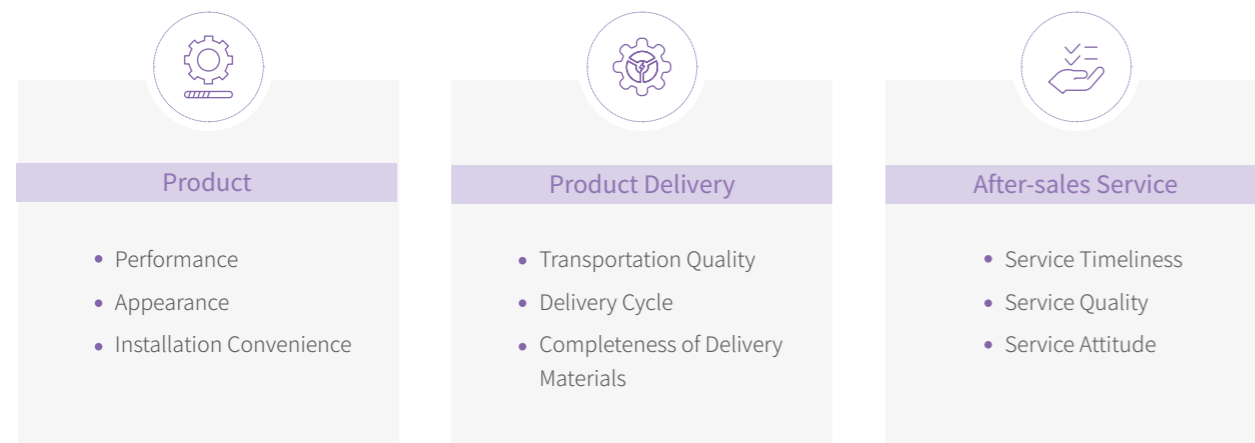 Product
Performance
Appearance
Installation Convenience
Product Delivery
Transportation Quality
Delivery Cycle
Completeness of Delivery
Materials
After-sales Service
Service Timeliness
Service Quality
Service Attitude